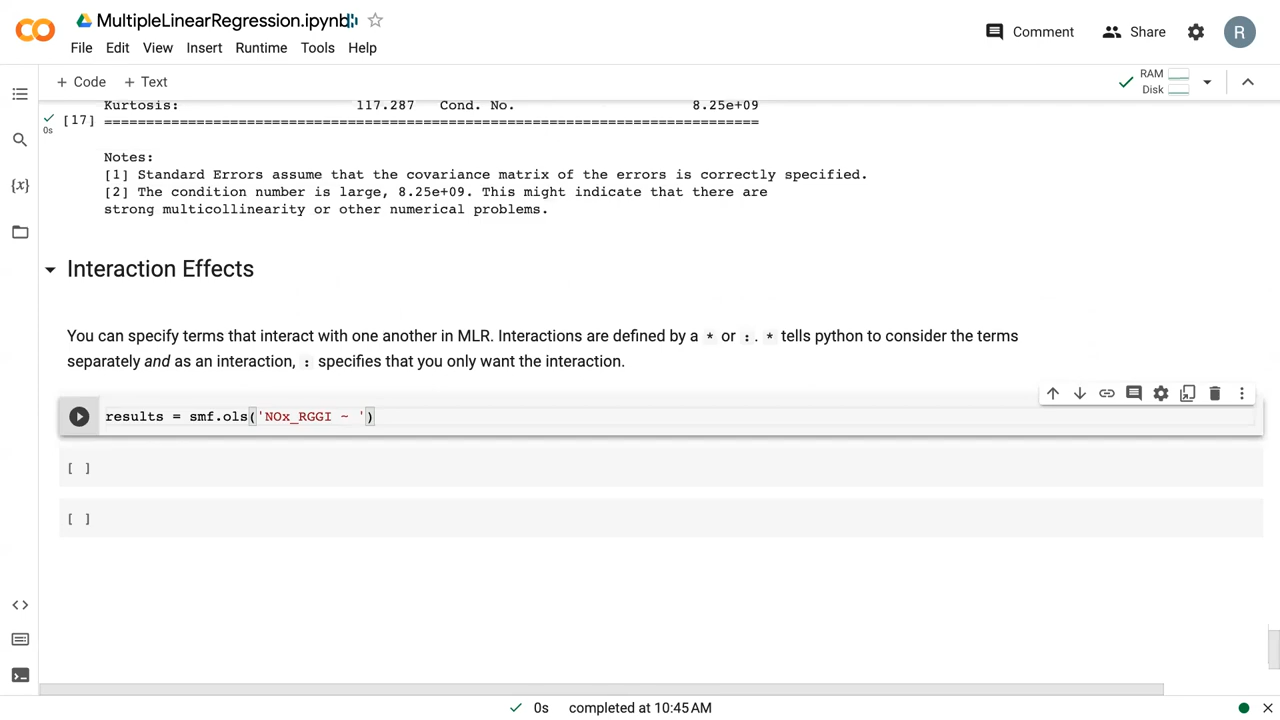 MultipleLinearRegression.ipynb
File Edit View Insert Runtime Tools Help
Comment
Share
R
+ Code + Text
RAM
Disk
Kurtosis: 117.287 Cond. No. 8.25e+09
0s
[17] ==============================================================================
Notes:
[1] Standard Errors assume that the covariance matrix of the errors is correctly specified.
[2] The condition number is large, 8.25e+09. This might indicate that there are
strong multicollinearity or other numerical problems.
Interaction Effects
You can specify terms that interact with one another in MLR. Interactions are defined by a * or :. * tells python to consider the terms
separately and as an interaction, : specifies that you only want the interaction.
results = smf.ols('NOx_RGGI ~ ')
[ ]
[ ]
0s completed at 10:45 AM